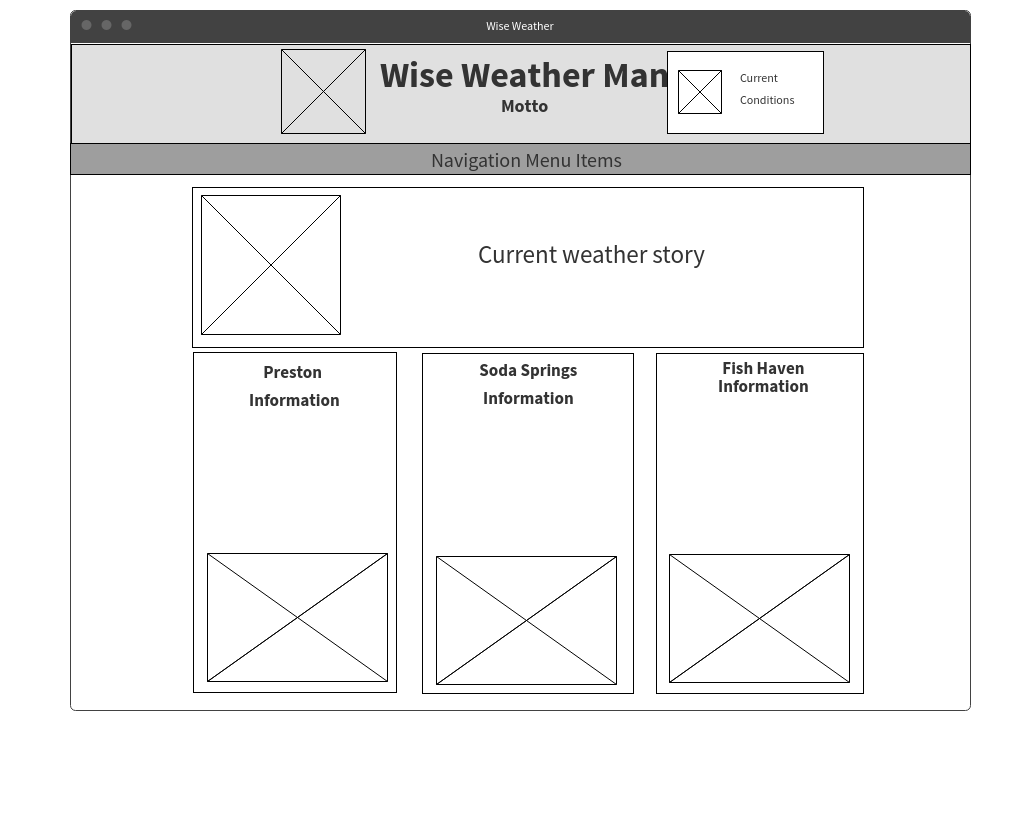 Wise Weather
Wise Weather Man
Motto
Current
Conditions
Navigation Menu Items
Current weather story
Preston
Information
Soda Springs
Information
Fish Haven
Information